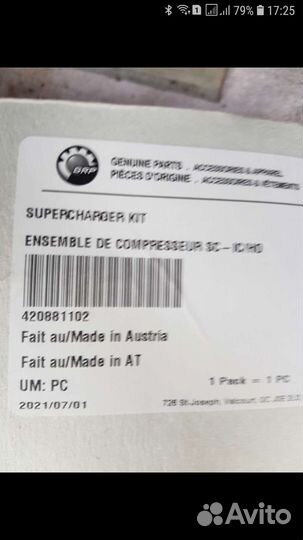 79% 17:25
BRP
GENUINE PARTS . ACCESSORIES & APPAREL
PIÈCES D'ORIGINE . ACCESSOIRES & VÊTEMENTS
SUPERCHARGER KIT
ENSEMBLE DE COMPRESSEUR SC - IC/HO
420881102
Fait au/Made in Austria
Fait au/Made in AT
UM: PC
1 Pack = 1 PC
2021/07/01
726 St-Joseph, Valcourt, QC
Avito